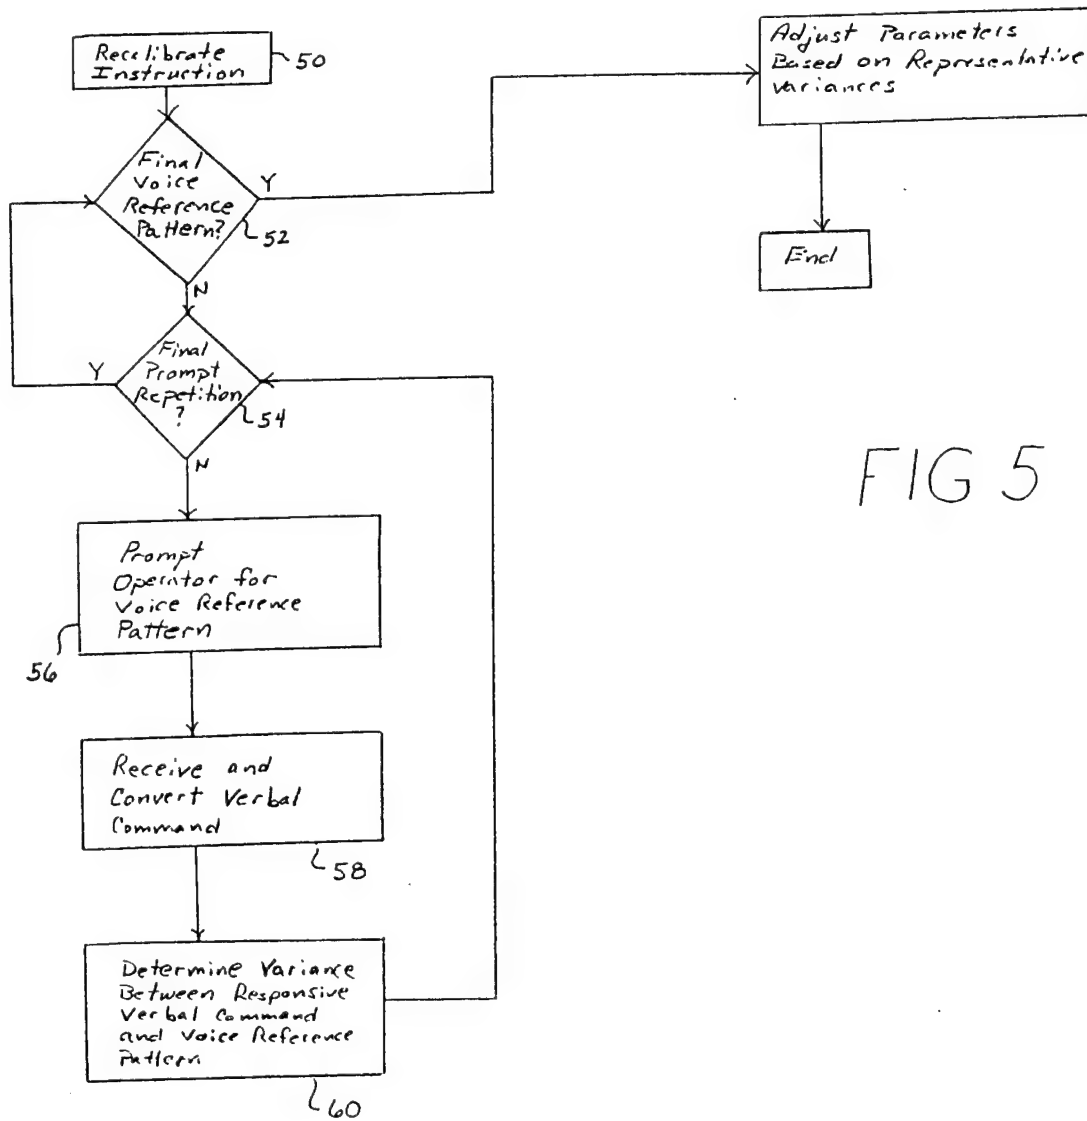 Recalibrate
Instruction
50
Final
Voice
Reference
Pattern?
Y
52
N
Final
Prompt
Repetition
?
Y
54
N
Prompt
Operator for
Voice Reference
Pattern
56
Receive and
Convert Verbal
Command
58
Determine Variance
Between Responsive
Verbal Command
and Voice Reference
Pattern
60
Adjust Parameters
Based on Representative
Variances
End
FIG 5